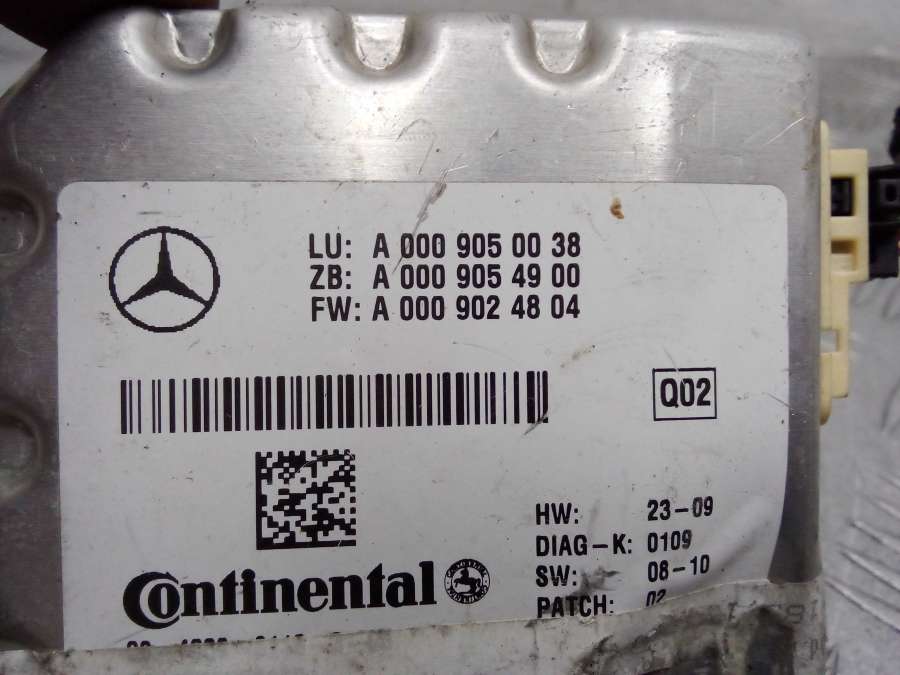 LU: A 000 905 00 38
ZB: A 000 905 49 00
FW: A 000 902 48 04
Q02
HW: 23-09
DIAG-K: 0109
SW: 08-10
PATCH: 02
Continental